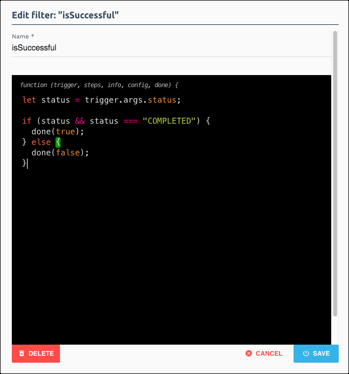 Edit filter: "isSuccessful"
Name *
isSuccessful
function (trigger, steps, info, config, done) {
let status = trigger.args.status;
if (status && status === "COMPLETED") {
  done(true);
} else {
  done(false);
}
DELETE
CANCEL
SAVE